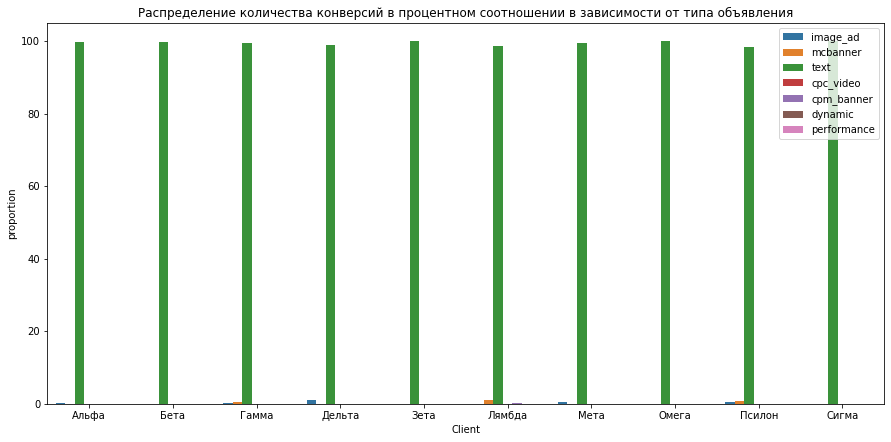 Распределение количества конверсий в процентном соотношении в зависимости от типа объявления
100
80
60
40
20
0
proportion
image_ad
mcbanner
text
cpc_video
cpm_banner
dynamic
performance
Альфа Бета Гамма Дельта Зета Лямбда Мета Омега Псилон Сигма
Client